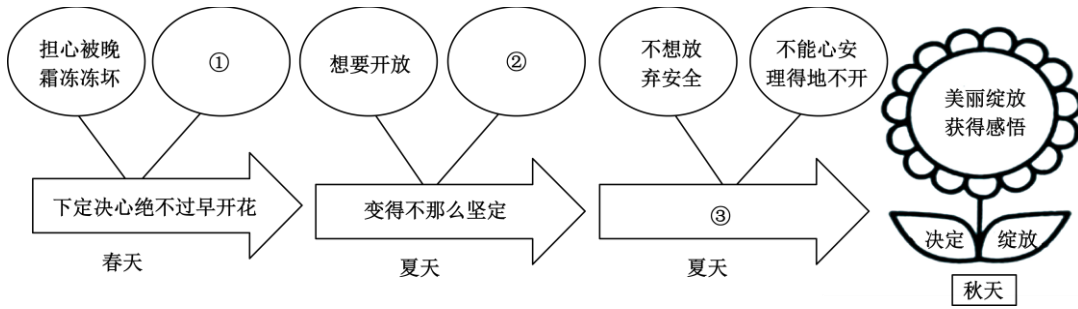 担心被晚
霜冻冻坏
①
想要开放
②
不想放
弃安全
不能心安
理得地不开
美丽绽放
获得感悟
下定决心绝不过早开花
变得不那么坚定
③
决定
绽放
春天
夏天
夏天
秋天